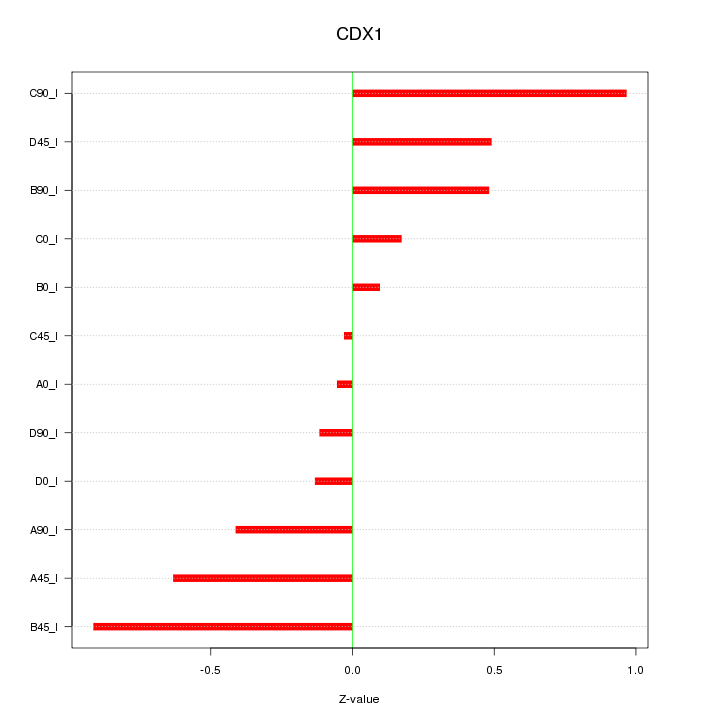 CDX1
C90_I
D45_I
B90_I
C0_I
B0_I
C45_I
A0_I
D90_I
D0_I
A90_I
A45_I
B45_I
-0.5 0.0 0.5 1.0
Z-value